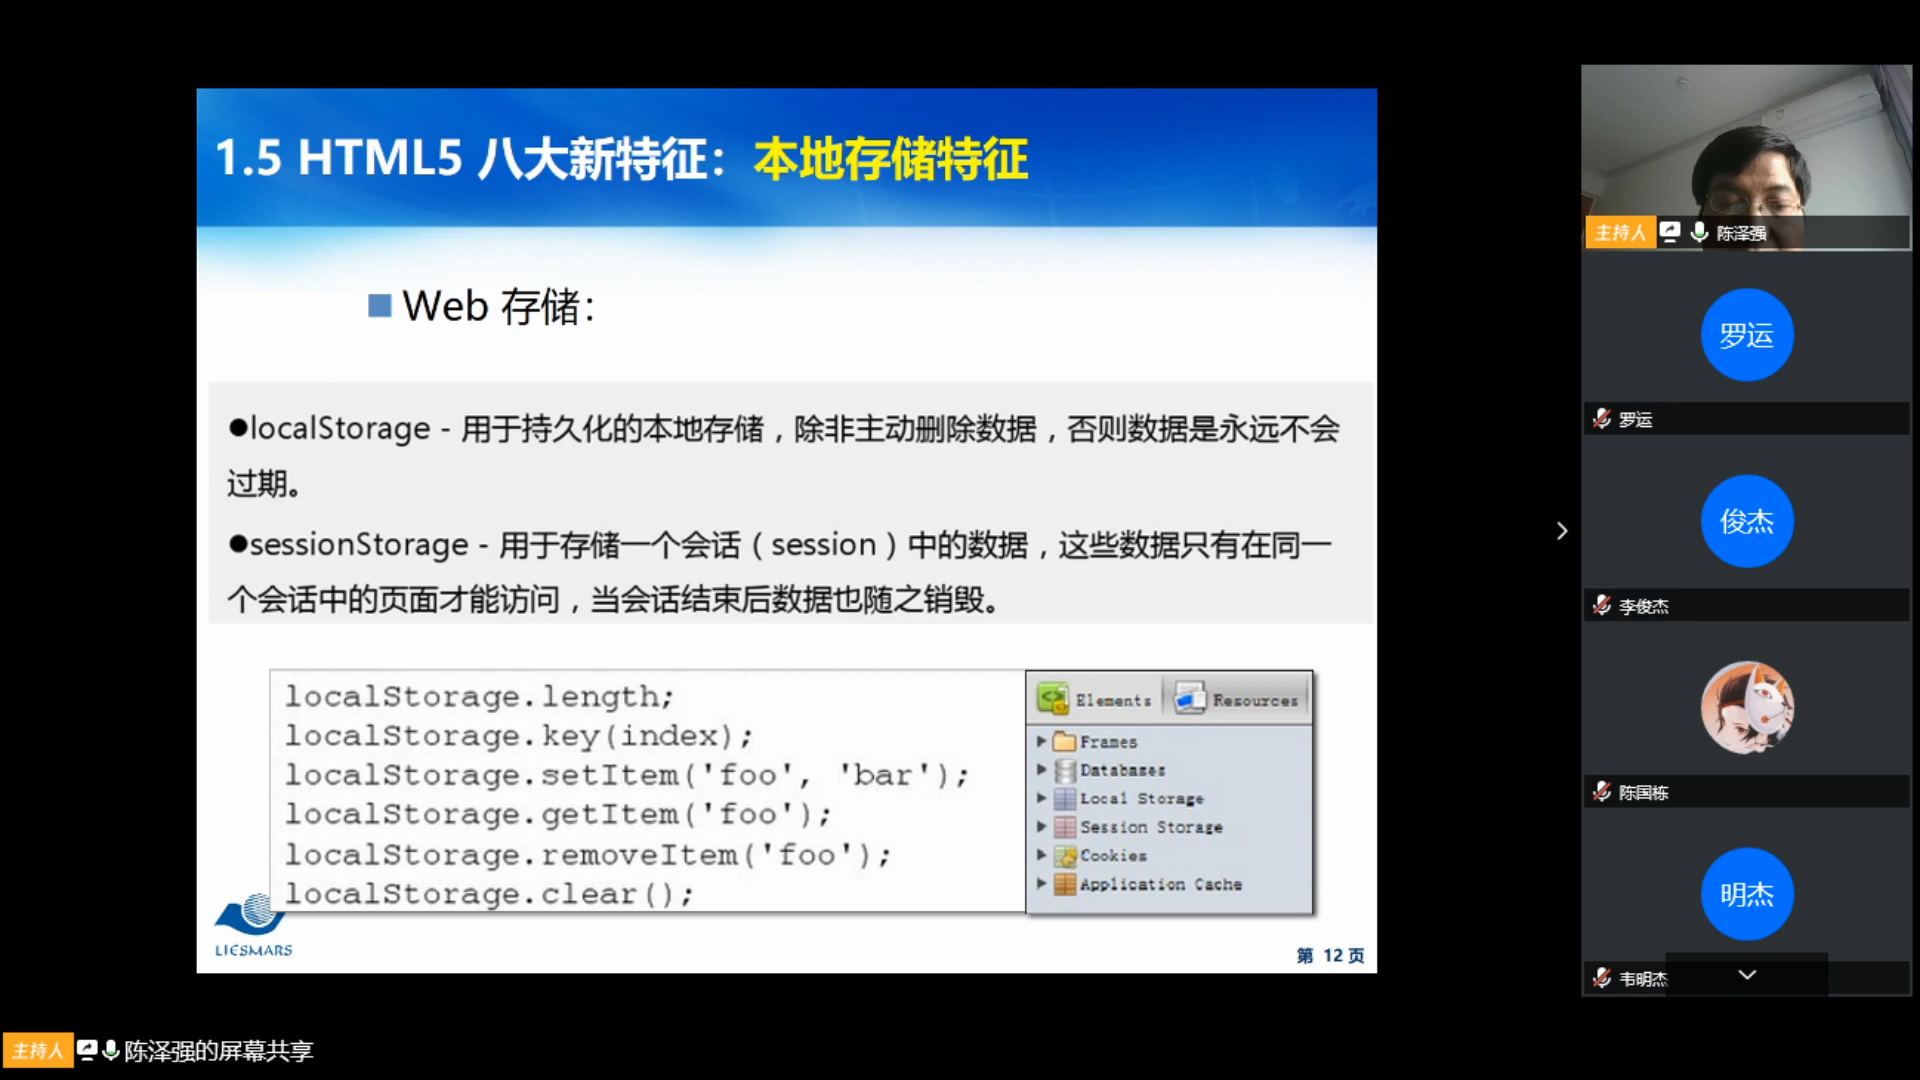 1.5 HTML5 八大新特征：本地存储特征
Web 存储：
●localStorage - 用于持久化的本地存储，除非主动删除数据，否则数据是永远不会
过期。
●sessionStorage - 用于存储一个会话（session）中的数据，这些数据只有在同一
个会话中的页面才能访问，当会话结束后数据也随之销毁。
localStorage.length;
localStorage.key(index);
localStorage.setItem('foo', 'bar');
localStorage.getItem('foo');
localStorage.removeItem('foo');
localStorage.clear();
Elements Resources
Frames
Databases
Local Storage
Session Storage
Cookies
Application Cache
LIESMARS
第 12 页
主持人 陈泽强
罗运
罗运
俊杰
李俊杰
陈国栋
明杰
韦明杰
主持人 陈泽强的屏幕共享